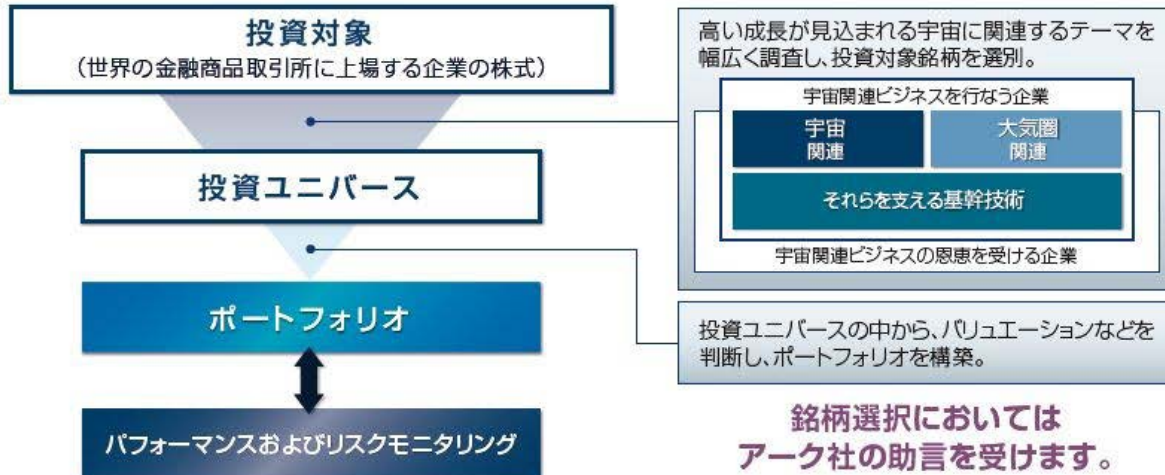 投資対象
（世界の金融商品取引所に上場する企業の株式）
投資ユニバース
ポートフォリオ
パフォーマンスおよびリスクモニタリング
高い成長が見込まれる宇宙に関連するテーマを
幅広く調査し、投資対象銘柄を選別。
宇宙関連ビジネスを行なう企業
宇宙
関連
大気圏
関連
それらを支える基幹技術
宇宙関連ビジネスの恩恵を受ける企業
投資ユニバースの中から、バリュエーションなどを
判断し、ポートフォリオを構築。
銘柄選択においては
アーク社の助言を受けます。